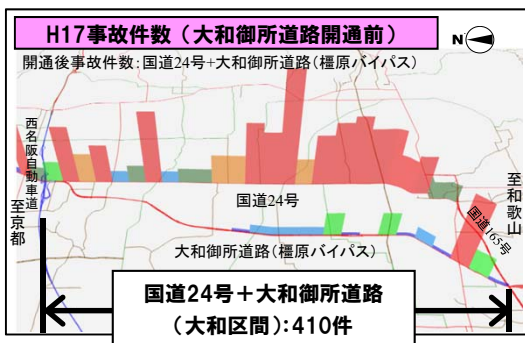 H17事故件数（大和御所道路開通前）
N
開通後事故件数:国道24号+大和御所道路(橿原バイパス)
西名阪自動車道
至京都
国道24号
大和御所道路(橿原バイパス)
国道165号
至和歌山
国道24号＋大和御所道路
（大和区間）：410件